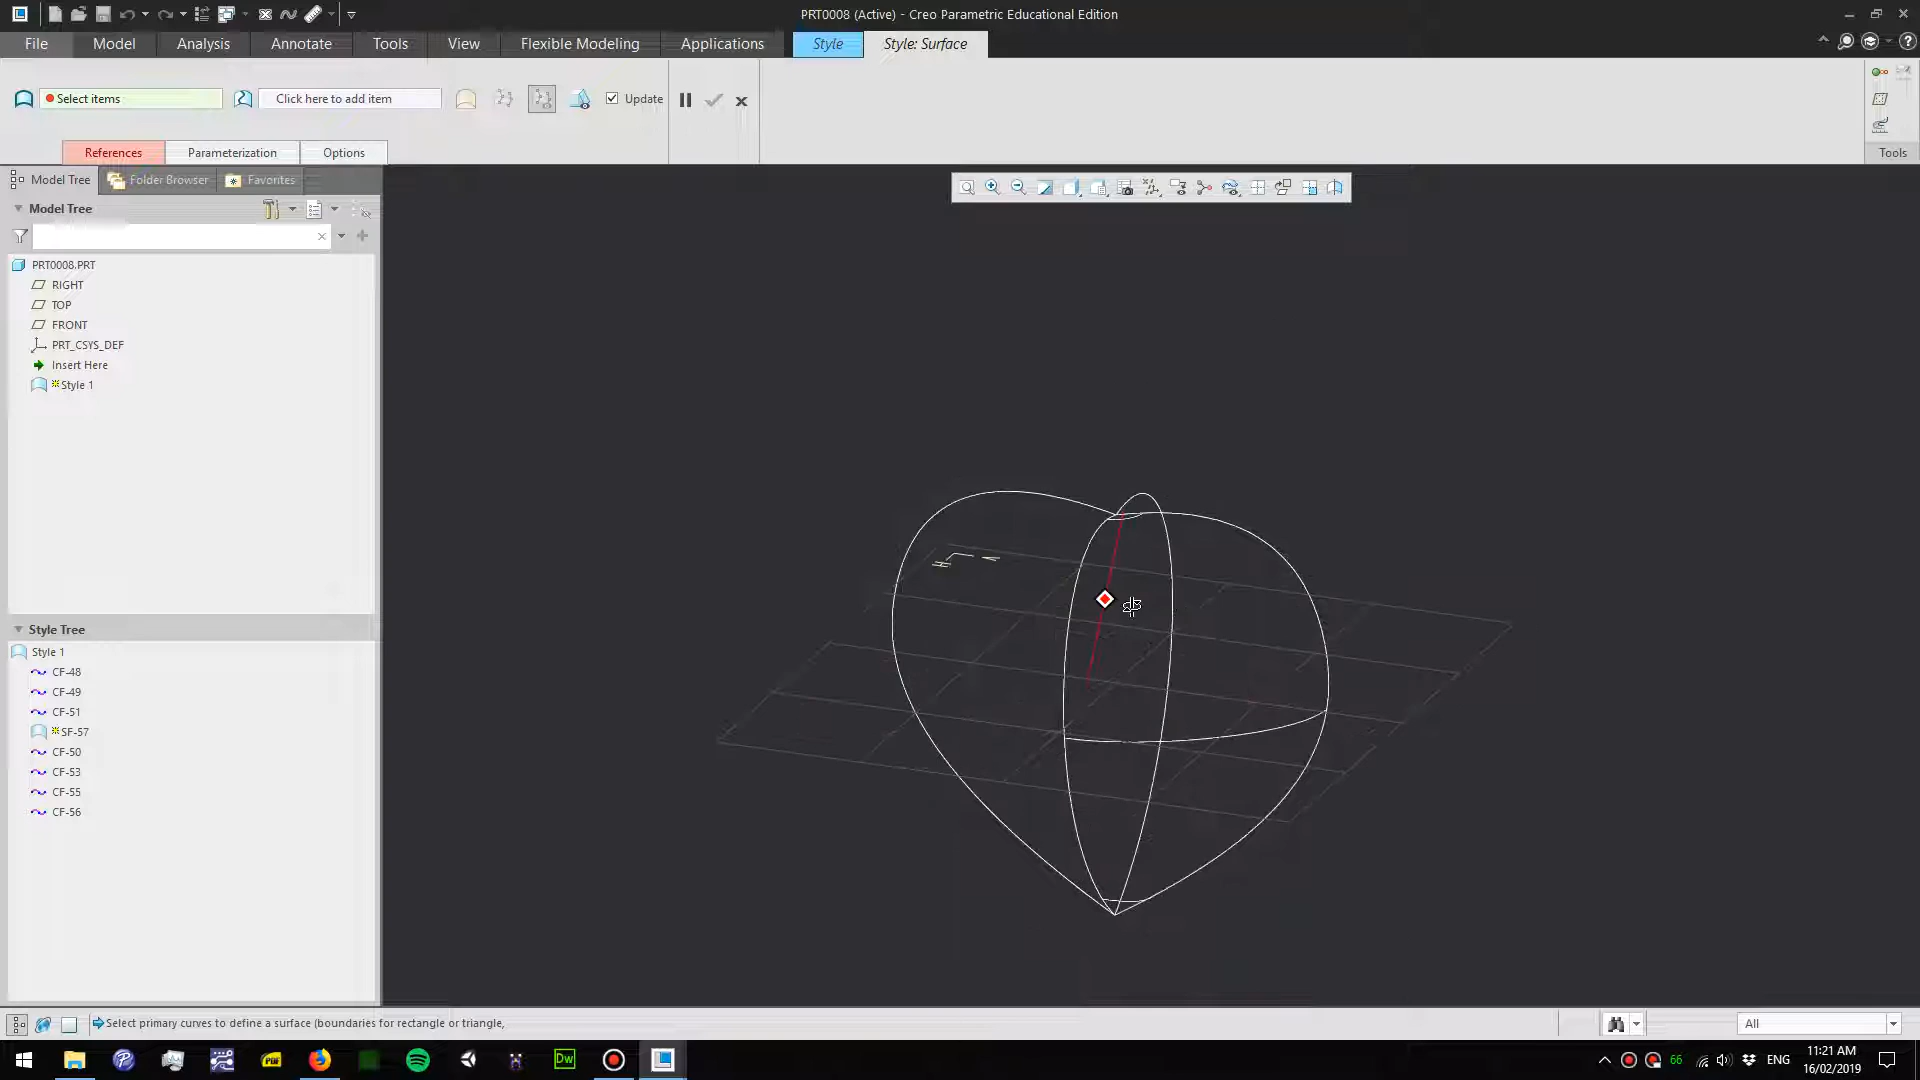 PRT0008 (Active) - Creo Parametric Educational Edition
File Model Analysis Annotate Tools View Flexible Modeling Applications Style Style: Surface
Select items Click here to add item Update
References Parameterization Options Tools
Model Tree Folder Browser Favorites
Model Tree
PRT0008.PRT
RIGHT
TOP
FRONT
PRT_CSYS_DEF
Insert Here
Style 1
H
Style Tree
Style 1
CF-48
CF-49
CF-51
SF-57
CF-50
CF-53
CF-55
CF-56
Select primary curves to define a surface (boundaries for rectangle or triangle,
All
PDF
Dw
66
ENG
11:21 AM
16/02/2019